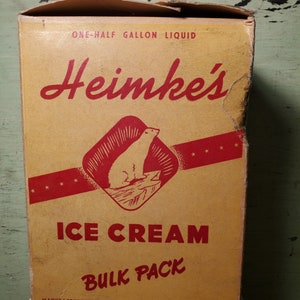 ONE-HALF GALLON LIQUID
Heimke's
ICE CREAM
BULK PACK